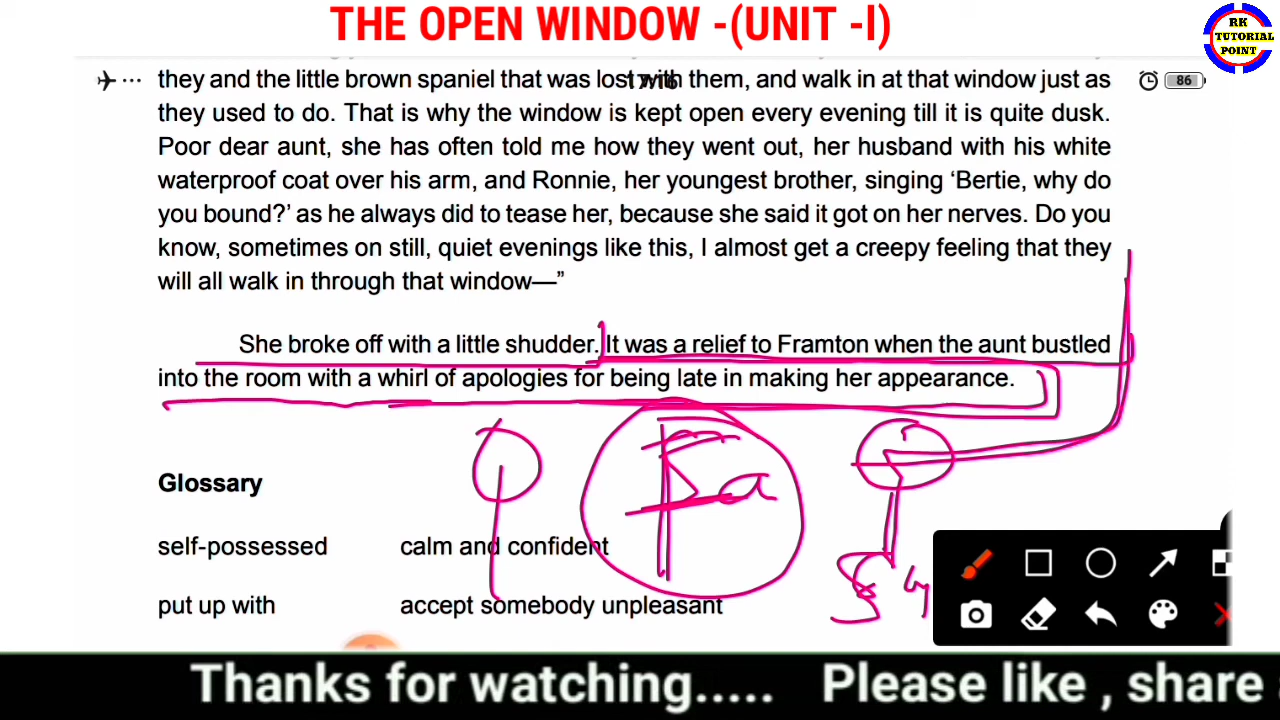 THE OPEN WINDOW -(UNIT -I)
RK
TUTORIAL
POINT
they and the little brown spaniel that was lost with them, and walk in at that window just as
86
they used to do. That is why the window is kept open every evening till it is quite dusk.
Poor dear aunt, she has often told me how they went out, her husband with his white
waterproof coat over his arm, and Ronnie, her youngest brother, singing ‘Bertie, why do
you bound?’ as he always did to tease her, because she said it got on her nerves. Do you
know, sometimes on still, quiet evenings like this, I almost get a creepy feeling that they
will all walk in through that window—”
She broke off with a little shudder. It was a relief to Framton when the aunt bustled
into the room with a whirl of apologies for being late in making her appearance.
Glossary
self-possessed calm and confident
put up with accept somebody unpleasant
Thanks for watching..... Please like , share